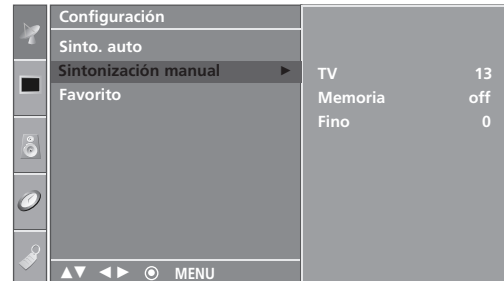 Configuración
Sinto. auto
Sintonización manual ►
Favorito
TV 13
Memoria off
Fino 0
▲▼ ◄► ◉ MENU